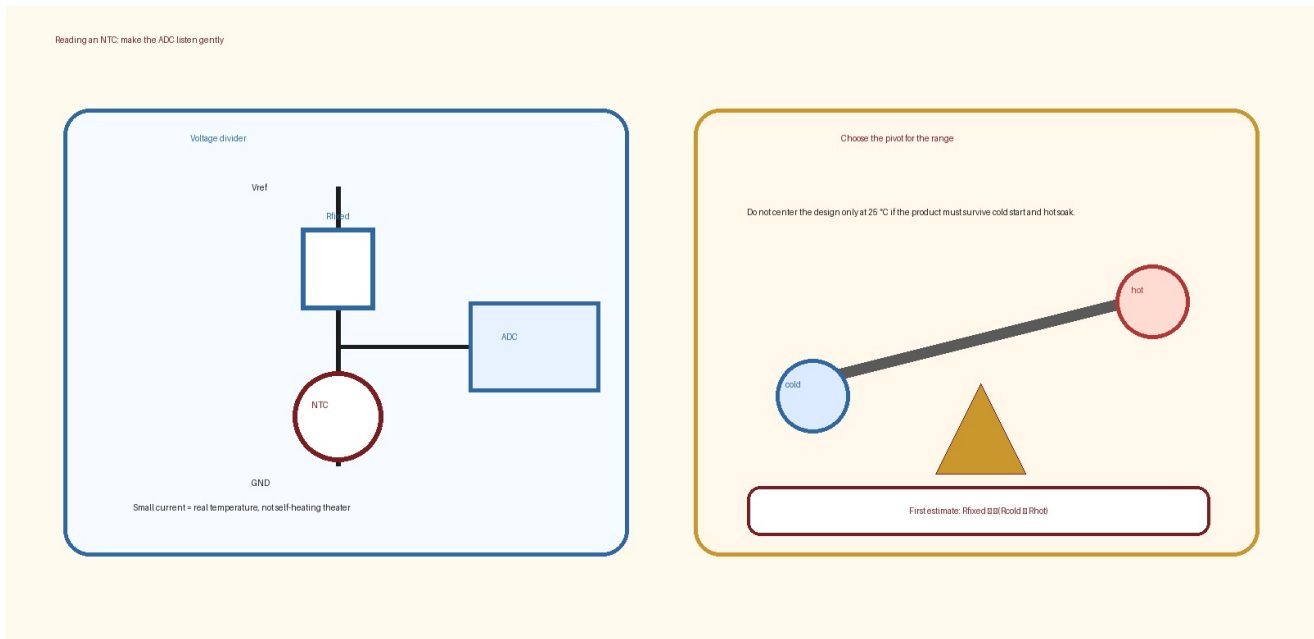 Reading an NTC: make the ADC listen gently
Voltage divider
Vref
Rfixed
ADC
NTC
GND
Small current = real temperature, not self-heating theater
Choose the pivot for the range
Do not center the design only at 25 °C if the product must survive cold start and hot soak.
hot
cold
First estimate: Rfixed (Rcold Rhot)